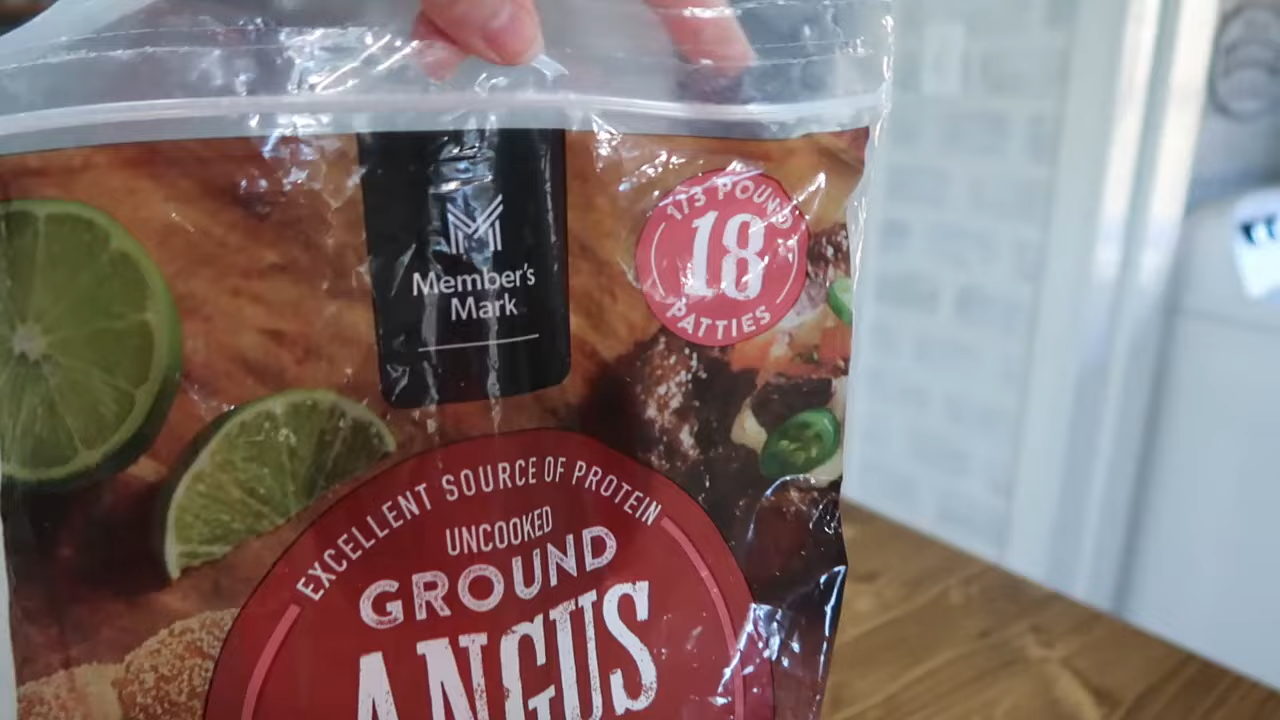 Member's
Mark
1/3 POUND
18
PATTIES
EXCELLENT SOURCE OF PROTEIN
UNCOOKED
GROUND
ANGUS